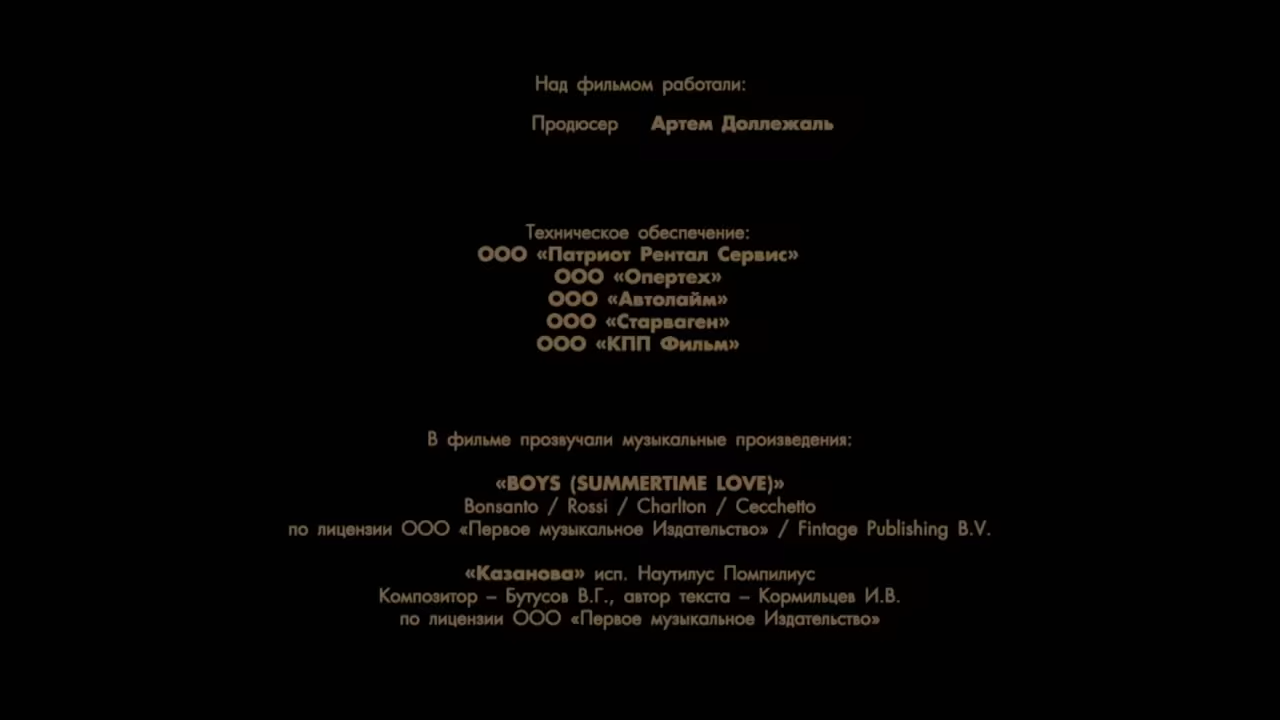 Над фильмом работали:
Продюсер Артем Доллежаль
Техническое обеспечение:
ООО «Патриот Рентал Сервис»
ООО «Опертех»
ООО «Автолайм»
ООО «Старваген»
ООО «КПП Фильм»
В фильме прозвучали музыкальные произведения:
«BOYS (SUMMERTIME LOVE)»
Bonsanto / Rossi / Charlton / Cecchetto
по лицензии ООО «Первое музыкальное Издательство» / Fintage Publishing B.V.
«Казанова» исп. Наутилус Помпилиус
Композитор – Бутусов В.Г., автор текста – Кормильцев И.В.
по лицензии ООО «Первое музыкальное Издательство»